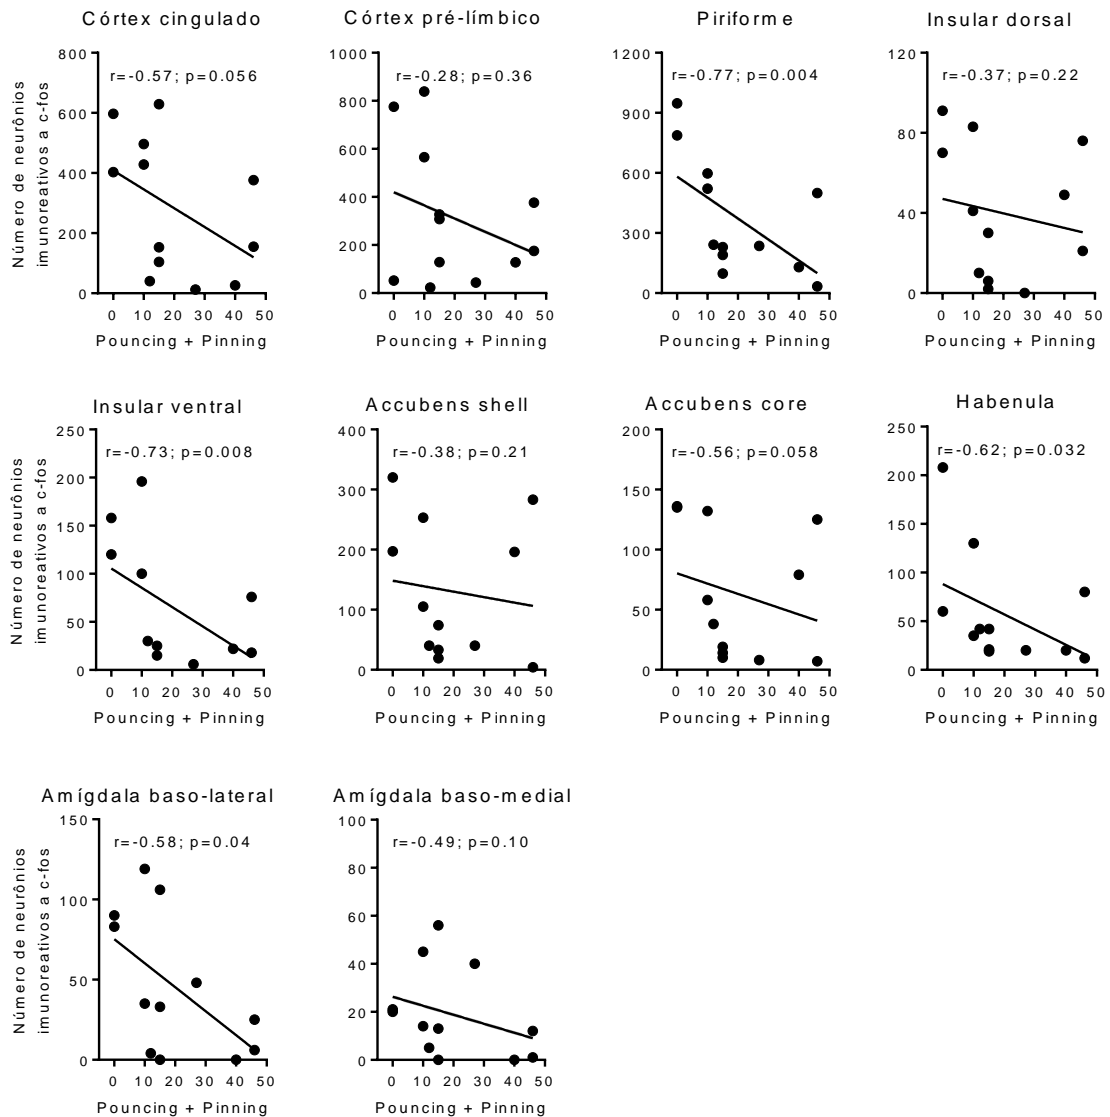 Córtex cingulado
Córtex pré-límbico
Piriforme
Insular dorsal
Número de neurônios
imunoreativos a c-fos
800
600
400
200
0
r=-0.57; p=0.056
0 10 20 30 40 50
Pouncing + Pinning
1000
800
600
400
200
0
r=-0.28; p=0.36
0 10 20 30 40 50
Pouncing + Pinning
1200
900
600
300
0
r=-0.77; p=0.004
0 10 20 30 40 50
Pouncing + Pinning
120
80
40
0
r=-0.37; p=0.22
0 10 20 30 40 50
Pouncing + Pinning
Insular ventral
Accubens shell
Accubens core
Habenula
Número de neurônios
imunoreativos a c-fos
250
200
150
100
50
0
r=-0.73; p=0.008
0 10 20 30 40 50
Pouncing + Pinning
400
300
200
100
0
r=-0.38; p=0.21
0 10 20 30 40 50
Pouncing + Pinning
200
150
100
50
0
r=-0.56; p=0.058
0 10 20 30 40 50
Pouncing + Pinning
250
200
150
100
50
0
r=-0.62; p=0.032
0 10 20 30 40 50
Pouncing + Pinning
Amígdala baso-lateral
Amígdala baso-medial
Número de neurônios
imunoreativos a c-fos
150
100
50
0
r=-0.58; p=0.04
0 10 20 30 40 50
Pouncing + Pinning
100
80
60
40
20
0
r=-0.49; p=0.10
0 10 20 30 40 50
Pouncing + Pinning